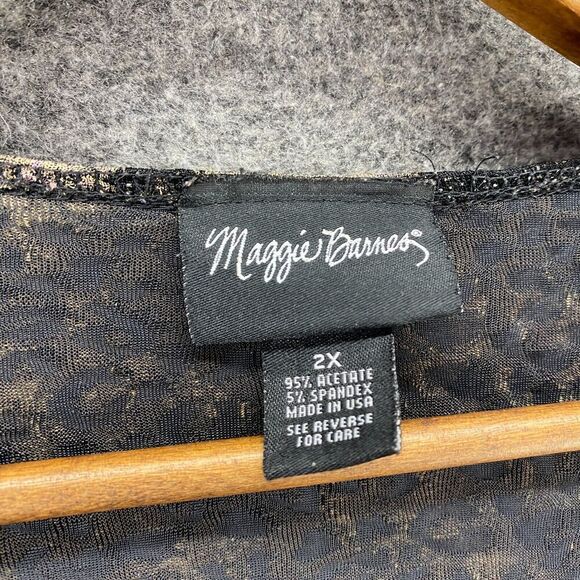 Maggie Barnes®
2X
95% ACETATE
5% SPANDEX
MADE IN USA
SEE REVERSE
FOR CARE